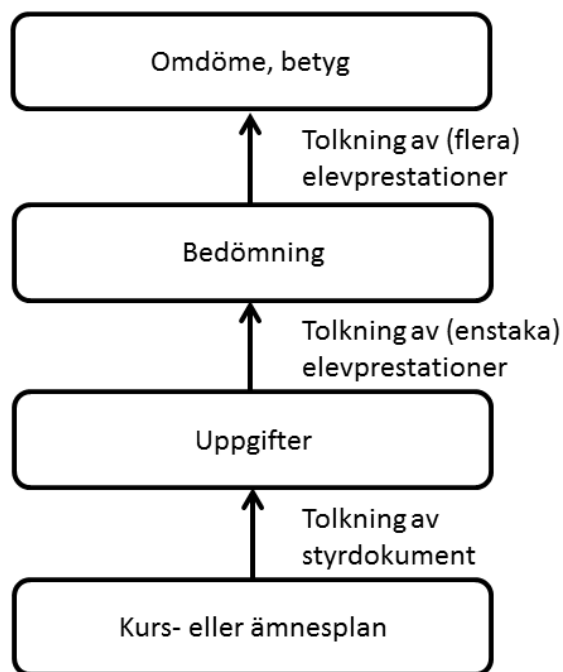 Omdöme, betyg
Tolkning av (flera)
elevprestationer
Bedömning
Tolkning av (enstaka)
elevprestationer
Uppgifter
Tolkning av
styrdokument
Kurs- eller ämnesplan